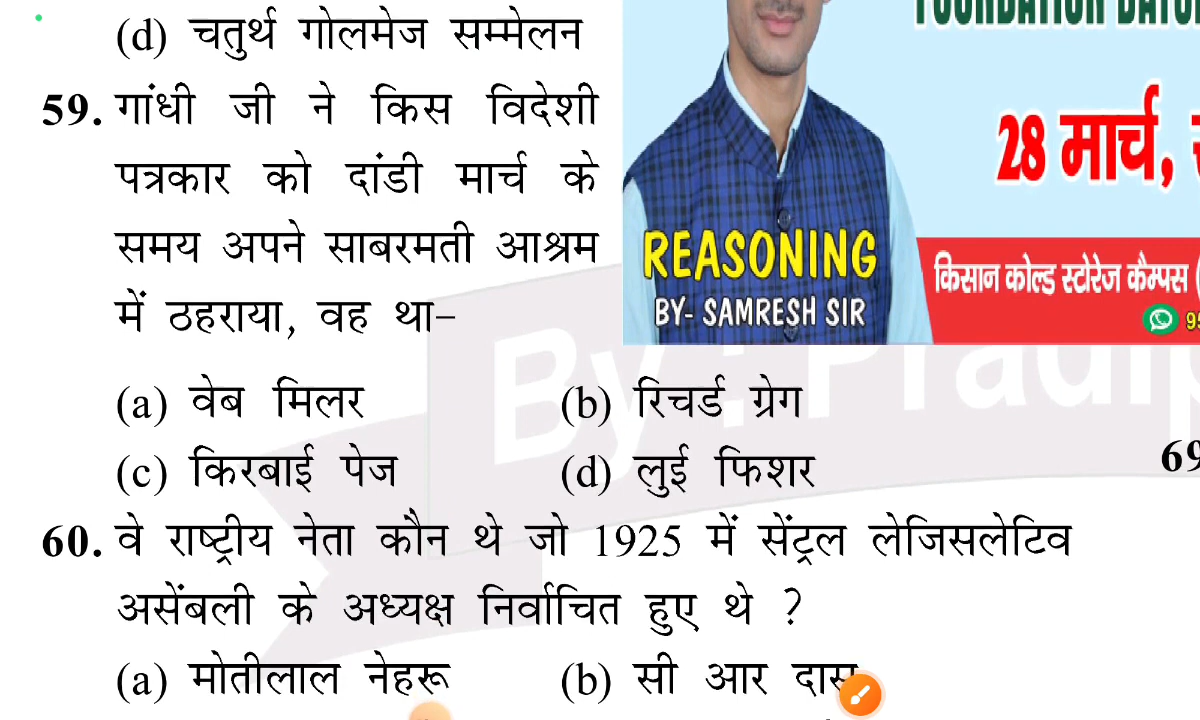 (d) चतुर्थ गोलमेज सम्मेलन
59. गांधी जी ने किस विदेशी
पत्रकार को दांडी मार्च के
समय अपने साबरमती आश्रम
में ठहराया, वह था–
(a) वेब मिलर (b) रिचर्ड ग्रेग
(c) किरबाई पेज (d) लुई फिशर
60. वे राष्ट्रीय नेता कौन थे जो 1925 में सेंट्रल लेजिसलेटिव
असेंबली के अध्यक्ष निर्वाचित हुए थे ?
(a) मोतीलाल नेहरू (b) सी आर दास
28 मार्च,
REASONING
BY- SAMRESH SIR
किसान कोल्ड स्टोरेज कैम्पस (
By :
69